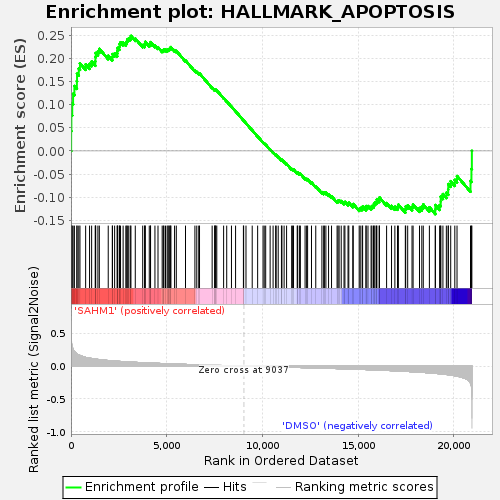 Enrichment plot: HALLMARK_APOPTOSIS
Enrichment score (ES)
0.25
0.20
0.15
0.10
0.05
0.00
-0.05
-0.10
-0.15
'SAHM1' (positively correlated)
Ranked list metric (Signal2Noise)
0.5
0.0
-0.5
-1.0
Zero cross at 9037
'DMSO' (negatively correlated)
0 5,000 10,000 15,000 20,000
Rank in Ordered Dataset
Enrichment profile Hits Ranking metric scores